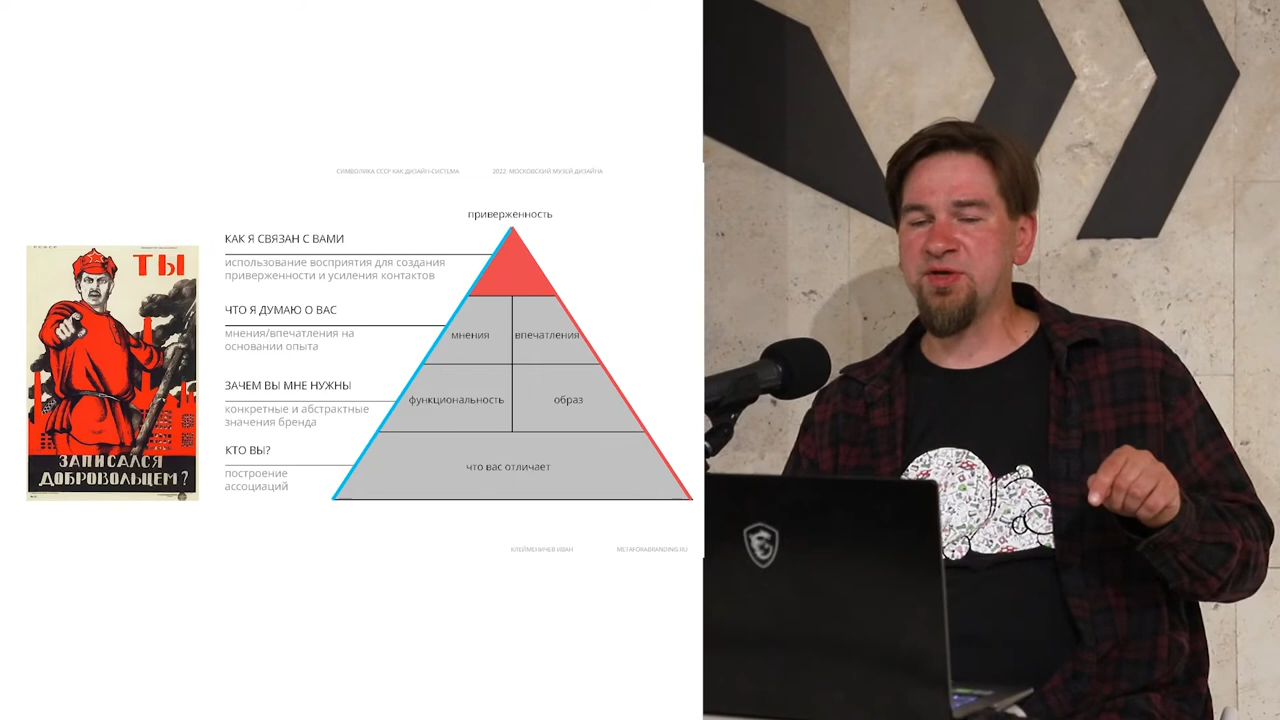 СИМВОЛИКА СССР КАК ДИЗАЙН-СИСТЕМА
2022. МОСКОВСКИЙ МУЗЕЙ ДИЗАЙНА
приверженность
КАК Я СВЯЗАН С ВАМИ
использование восприятия для создания
приверженности и усиления контактов
ЧТО Я ДУМАЮ О ВАС
мнения/впечатления на
основании опыта
мнения
впечатления
ЗАЧЕМ ВЫ МНЕ НУЖНЫ
конкретные и абстрактные
значения бренда
функциональность
образ
КТО ВЫ?
построение
ассоциаций
что вас отличает
ТЫ
ЗАПИСАЛСЯ
ДОБРОВОЛЬЦЕМ?
КЛЕЙМЕНИЧЕВ ИВАН
METAFORABRANDING.RU